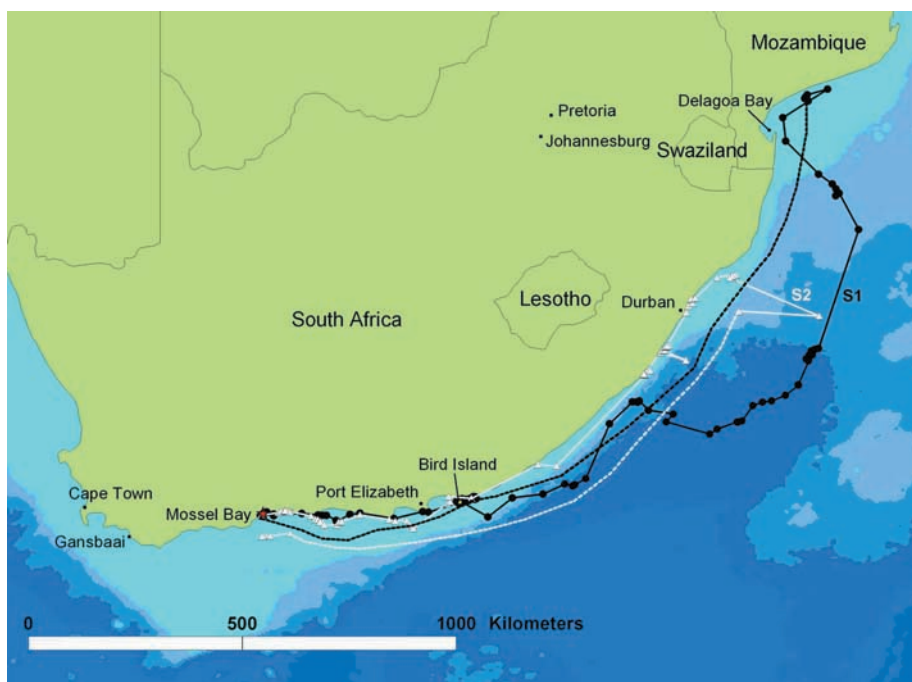 Mozambique
Delagoa Bay
Pretoria
Johannesburg
Swaziland
Lesotho
Durban
S2
S1
South Africa
Bird Island
Port Elizabeth
Cape Town
Mossel Bay
Gansbaai
0 500 1000 Kilometers